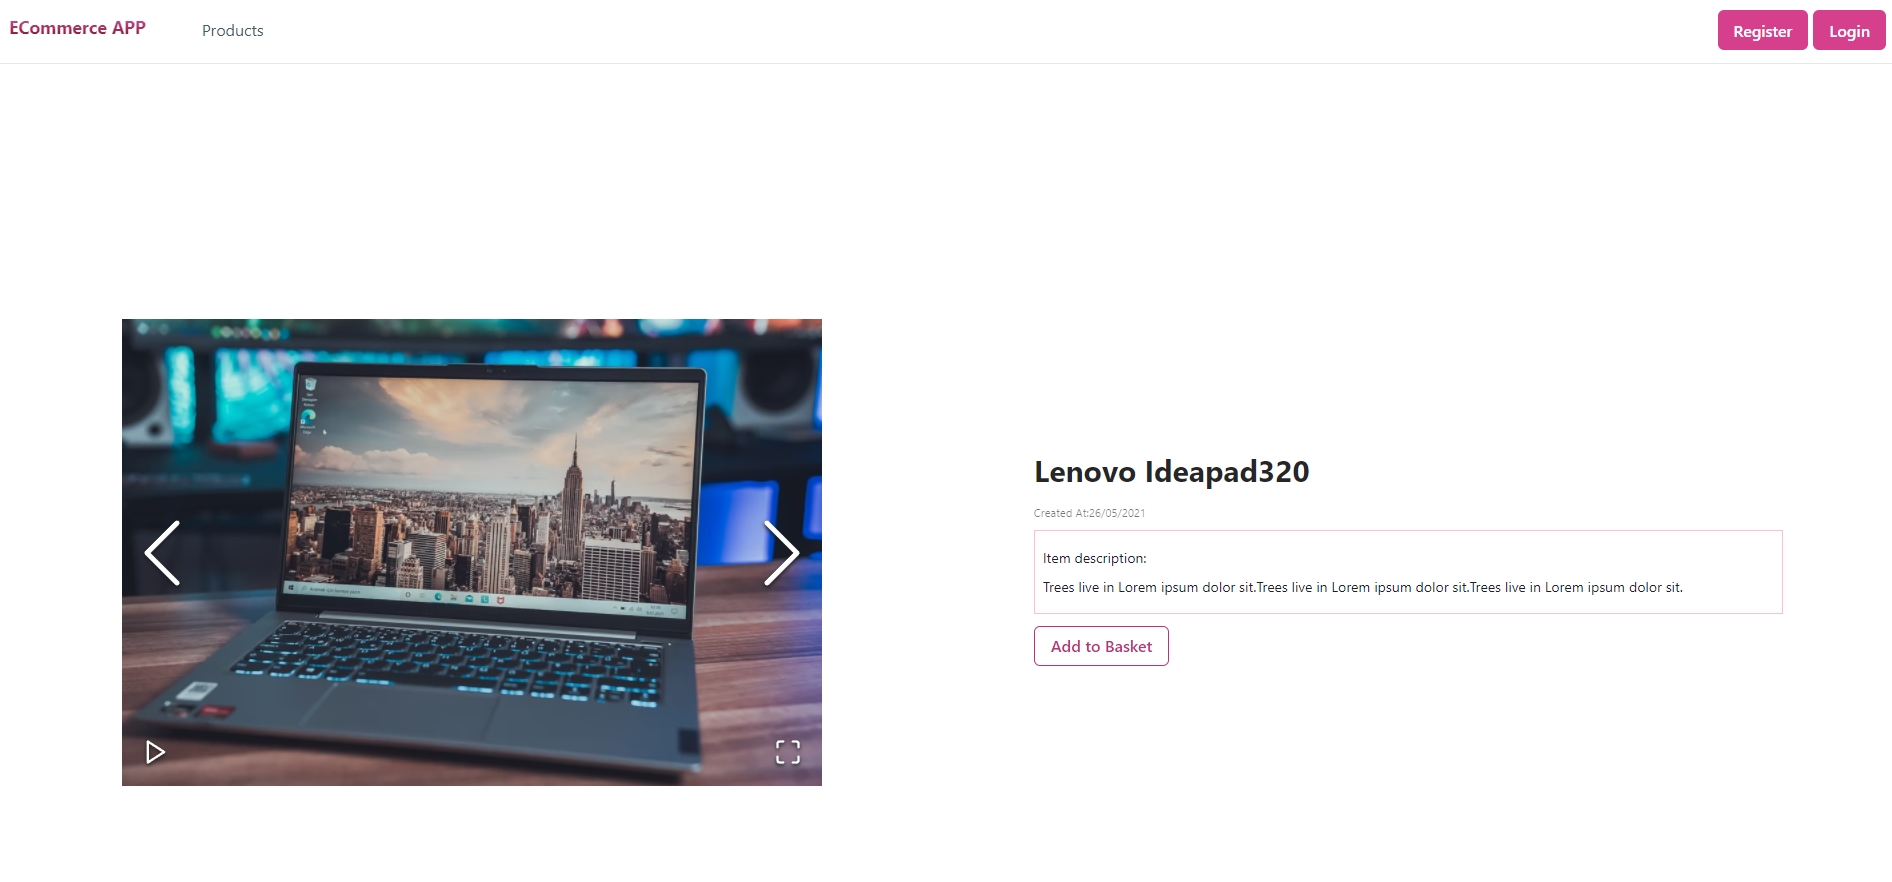 ECommerce APP
Products
Register
Login
Lenovo Ideapad320
Created At:26/05/2021
Item description:
Trees live in Lorem ipsum dolor sit.Trees live in Lorem ipsum dolor sit.Trees live in Lorem ipsum dolor sit.
Add to Basket